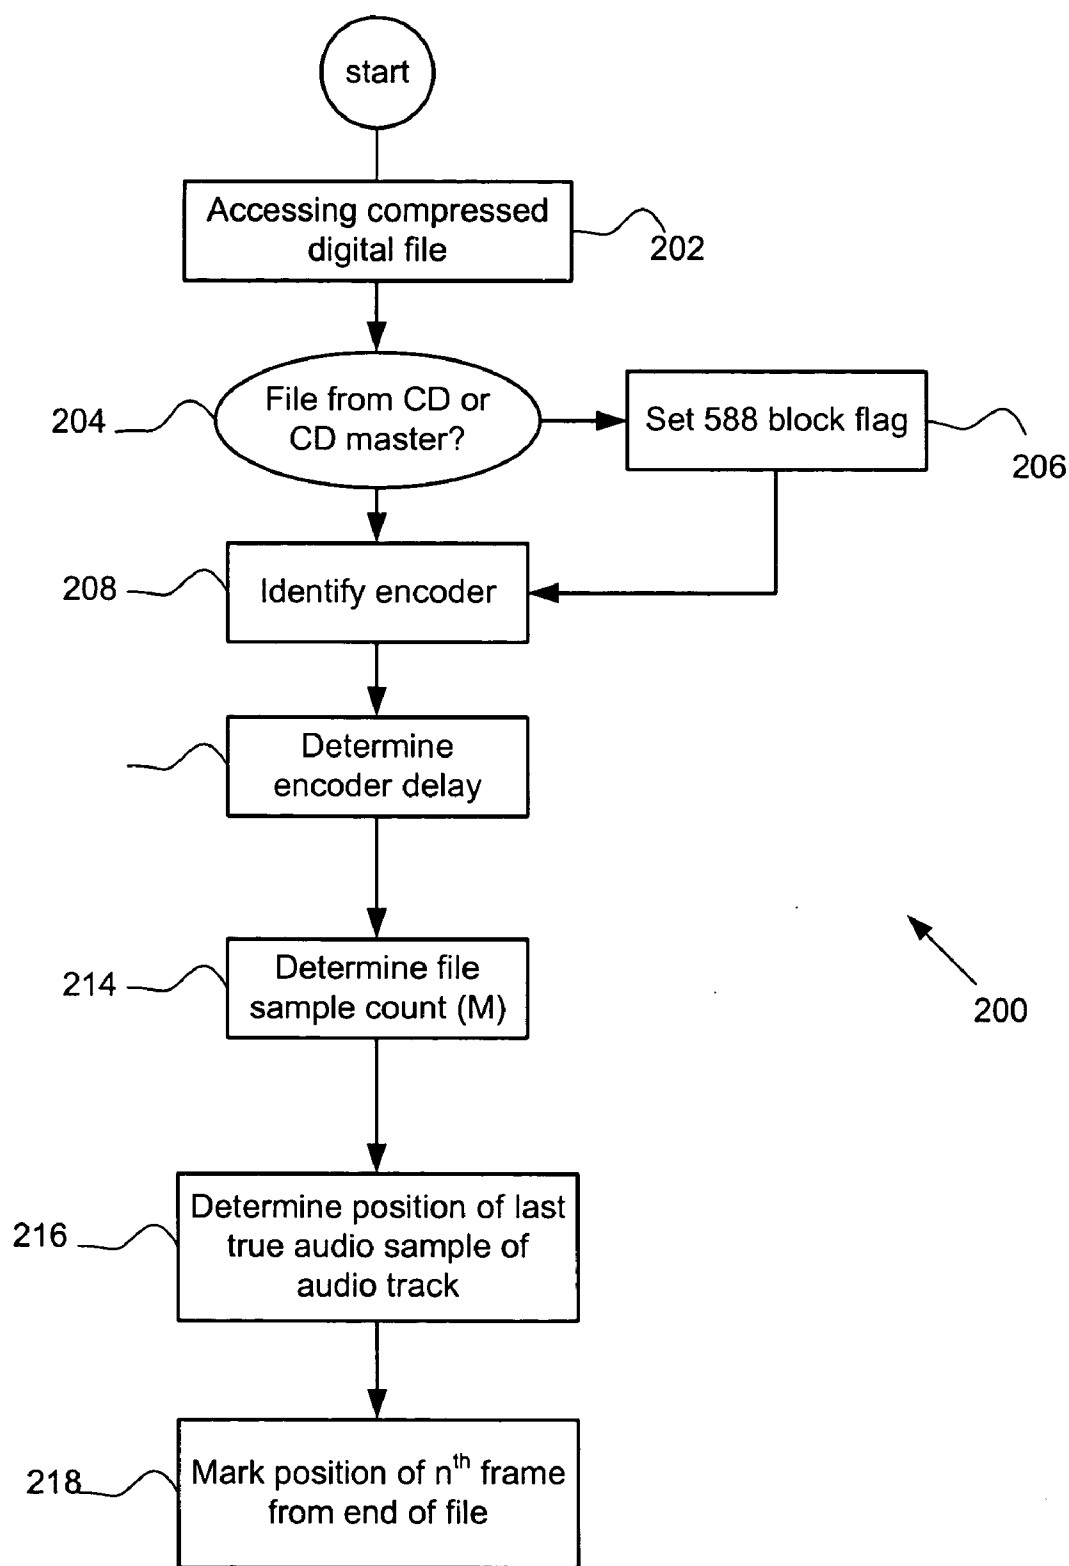 start
Accessing compressed
digital file
202
File from CD or
CD master?
204
Set 588 block flag
206
208
Identify encoder
Determine
encoder delay
214
Determine file
sample count (M)
200
216
Determine position of last
true audio sample of
audio track
218
Mark position of nth frame
from end of file